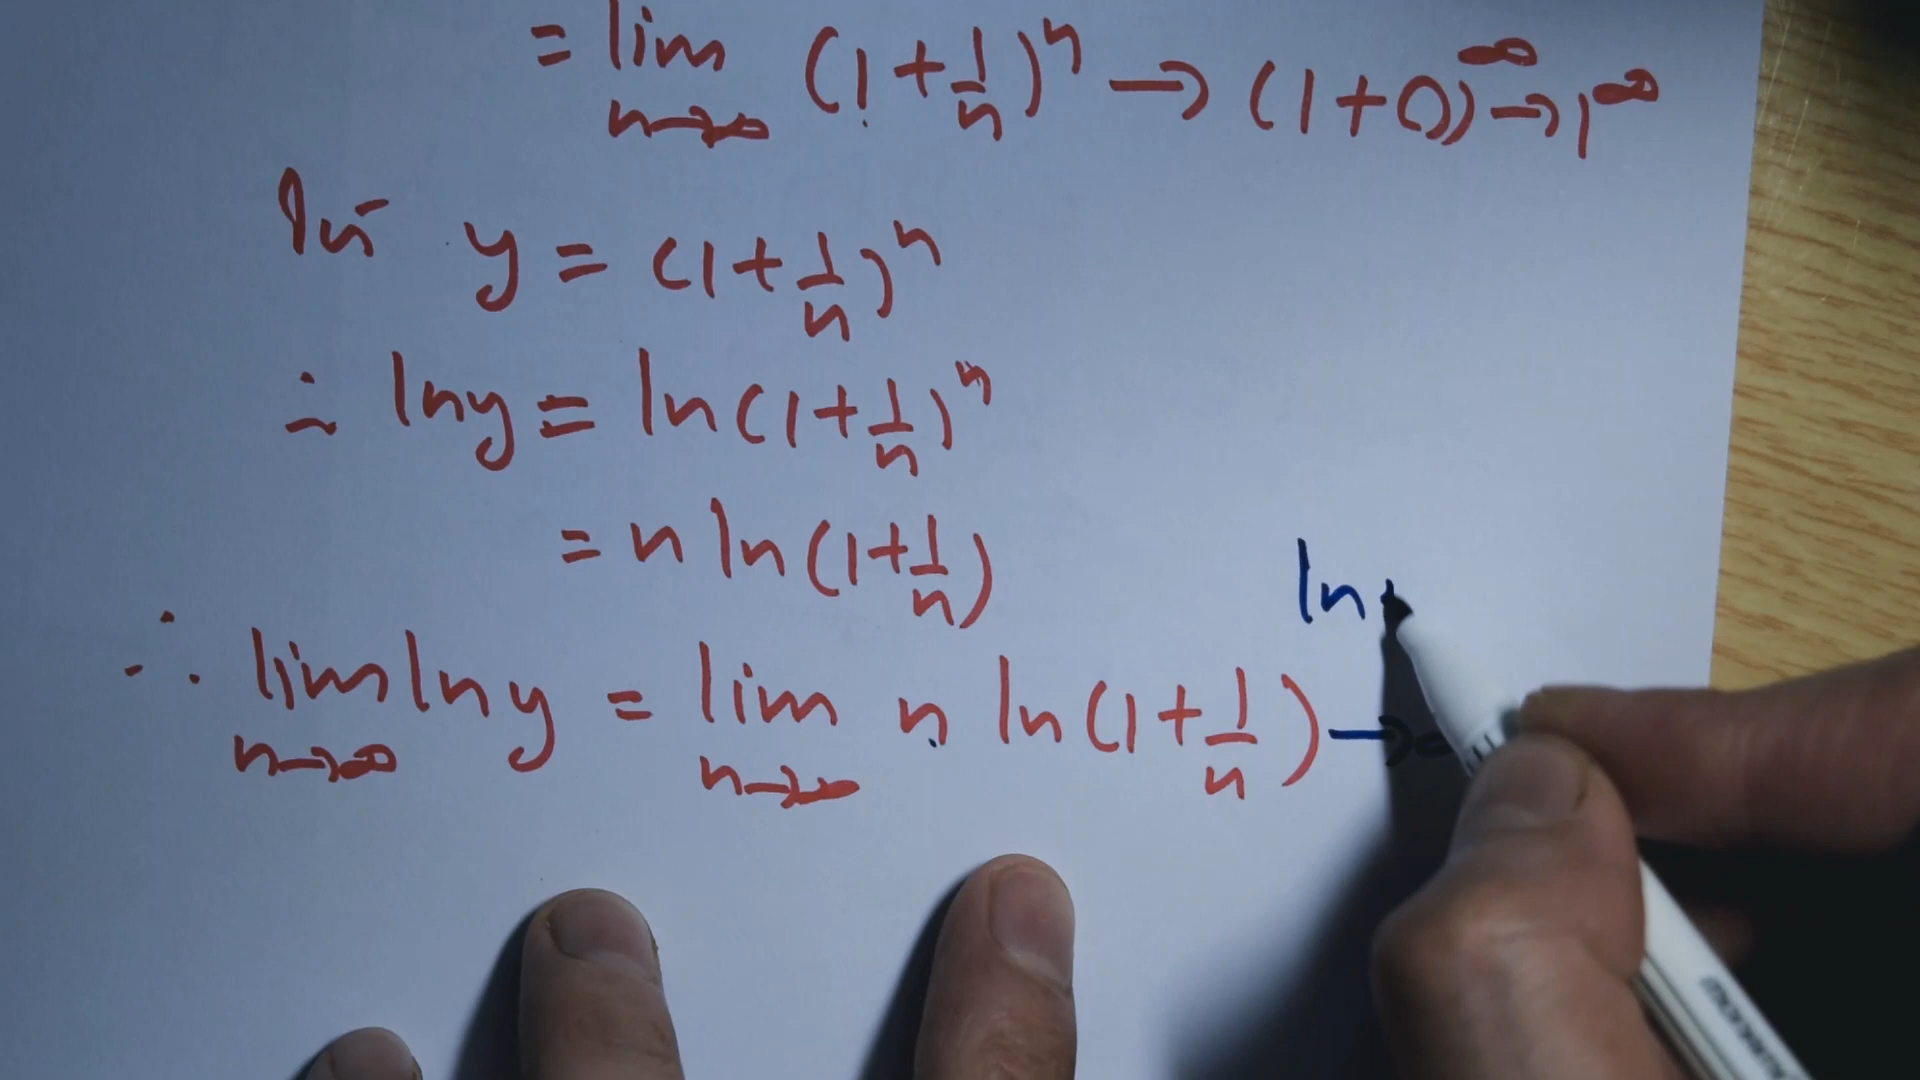 = lim (1 + 1/n)^n → (1+0)^∞ → 1^∞
n→∞
y = (1 + 1/n)^n
∴ ln y = ln(1 + 1/n)^n
= n ln(1 + 1/n)
ln
∴ lim ln y = lim n ln(1 + 1/n) →
n→∞ n→∞